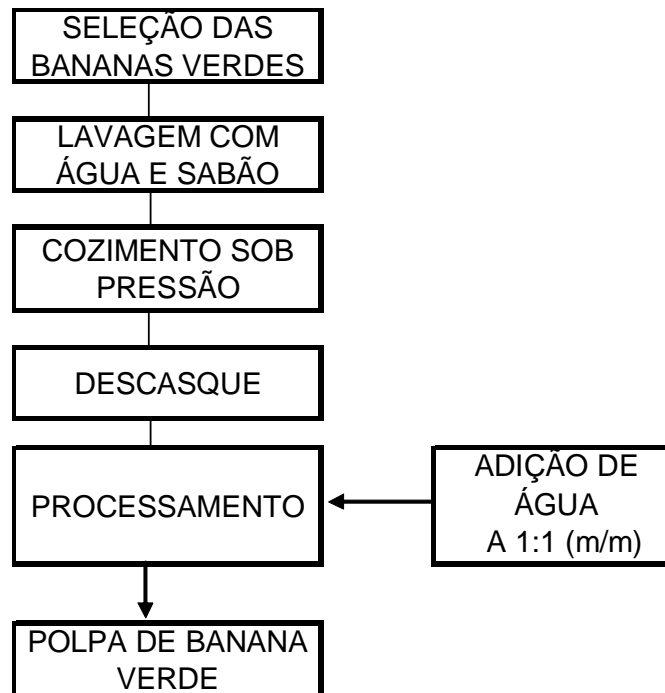 SELEÇÃO DAS
BANANAS VERDES
LAVAGEM COM
ÁGUA E SABÃO
COZIMENTO SOB
PRESSÃO
DESCASQUE
PROCESSAMENTO
ADIÇÃO DE
ÁGUA
A 1:1 (m/m)
POLPA DE BANANA
VERDE